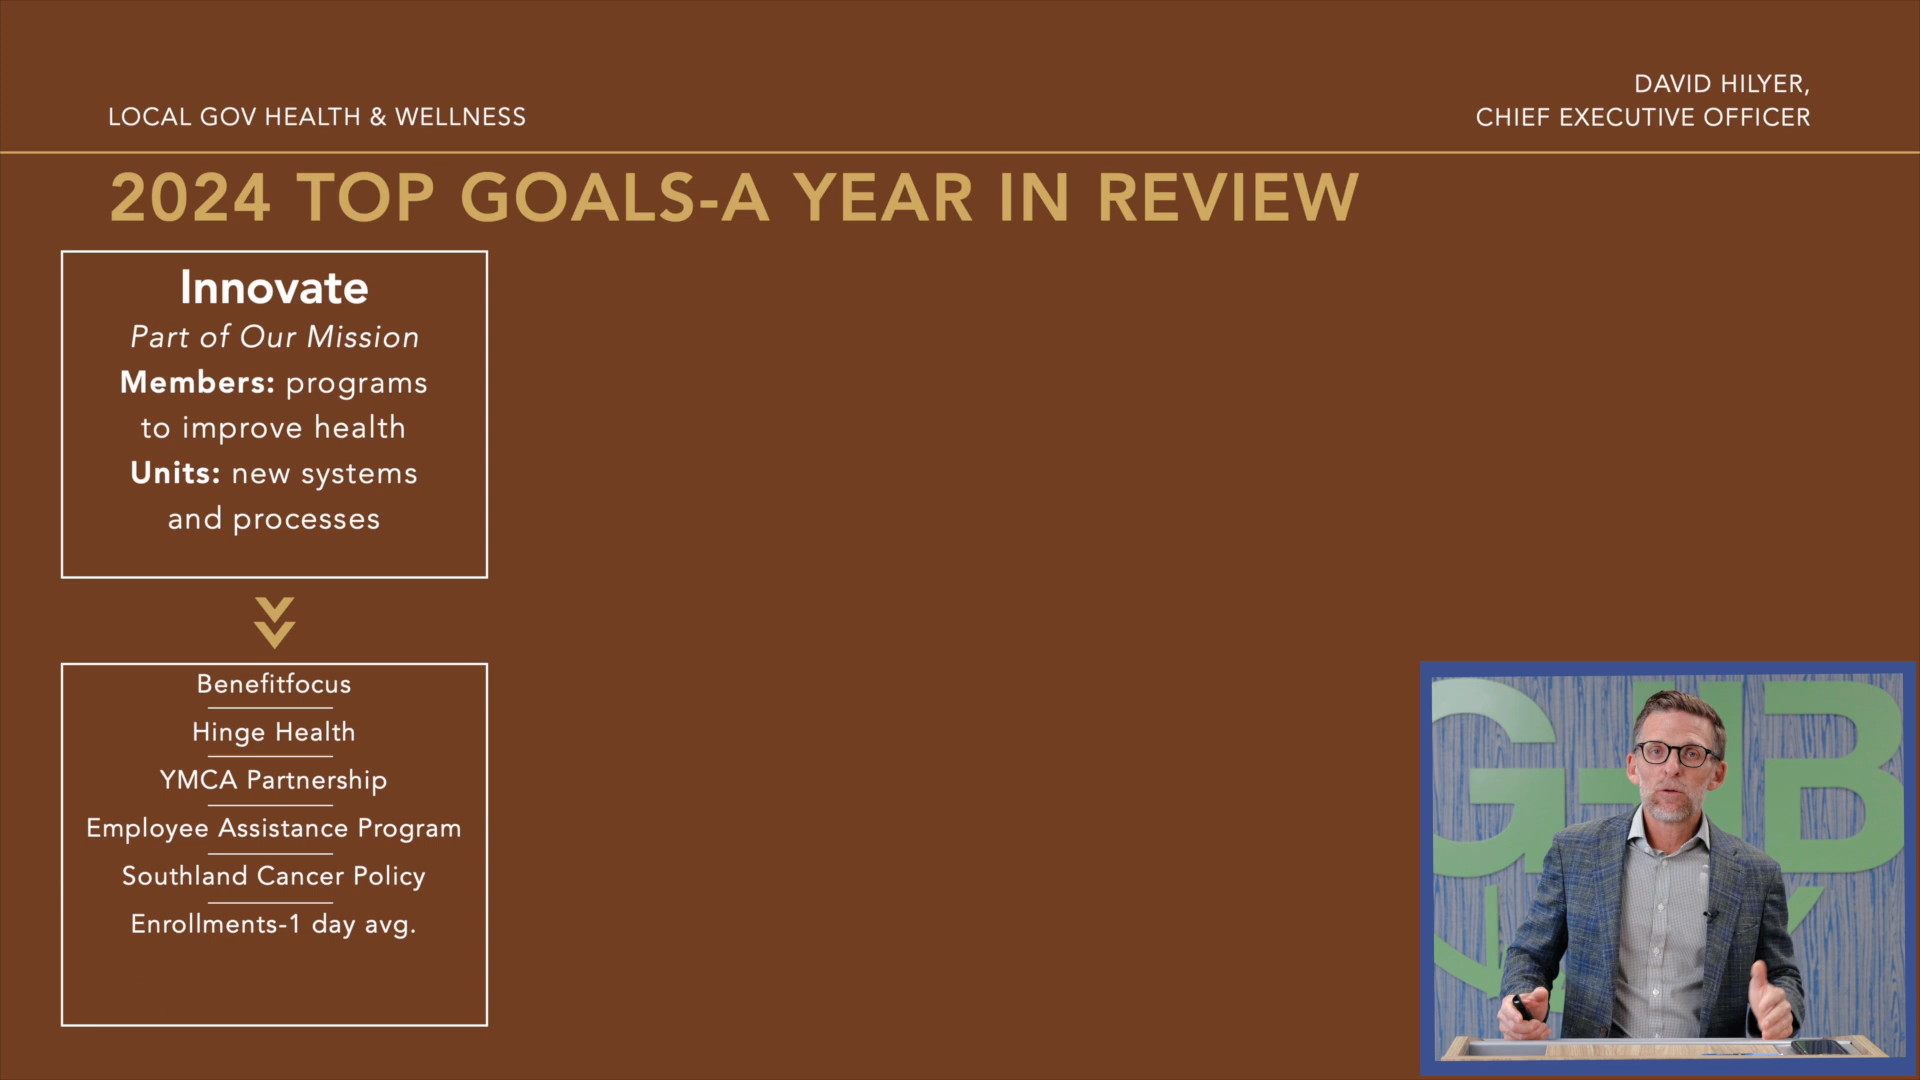 LOCAL GOV HEALTH & WELLNESS
DAVID HILYER,
CHIEF EXECUTIVE OFFICER
2024 TOP GOALS-A YEAR IN REVIEW
Innovate
Part of Our Mission
Members: programs
to improve health
Units: new systems
and processes
Benefitfocus
Hinge Health
YMCA Partnership
Employee Assistance Program
Southland Cancer Policy
Enrollments-1 day avg.